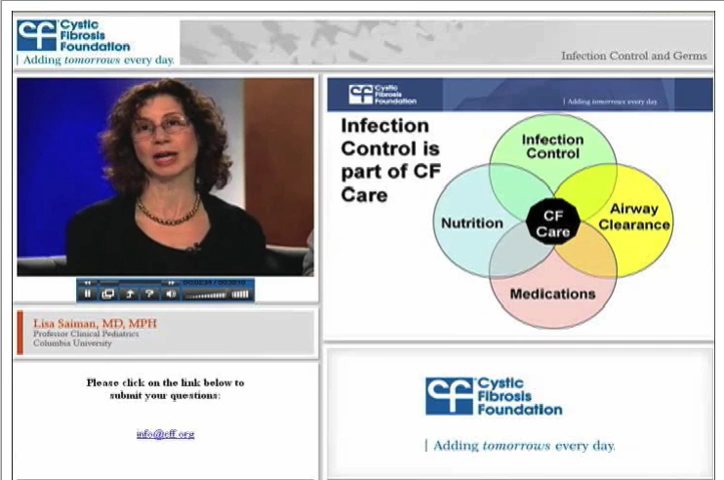 Cystic
Fibrosis
Foundation
Adding tomorrows every day.
Infection Control and Germs
Cystic
Fibrosis
Foundation
Adding tomorrows every day.
Infection
Control is
part of CF
Care
Infection
Control
Nutrition
CF
Care
Airway
Clearance
Medications
Lisa Saiman, MD, MPH
Professor Clinical Pediatrics
Columbia University
Please click on the link below to
submit your questions:
info@cff.org
Cystic
Fibrosis
Foundation
Adding tomorrows every day.